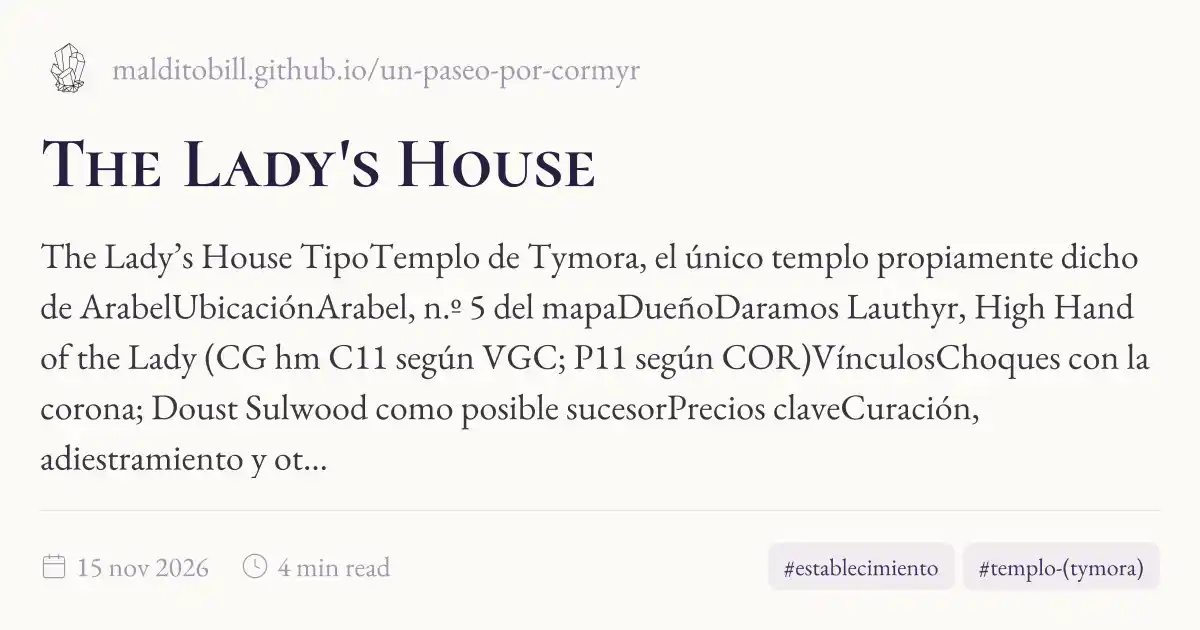 malditobill.github.io/un-paseo-por-cormyr
The Lady's House
The Lady’s House TipoTemplo de Tymora, el único templo propiamente dicho
de ArabelUbicaciónArabel, n.º 5 del mapaDueñoDaramos Lauthyr, High Hand
of the Lady (CG hm C11 según VGC; P11 según COR)VínculosChoques con la
corona; Doust Sulwood como posible sucesorPrecios claveCuración,
adiestramiento y ot...
15 nov 2026
4 min read
#establecimiento
#templo-(tymora)